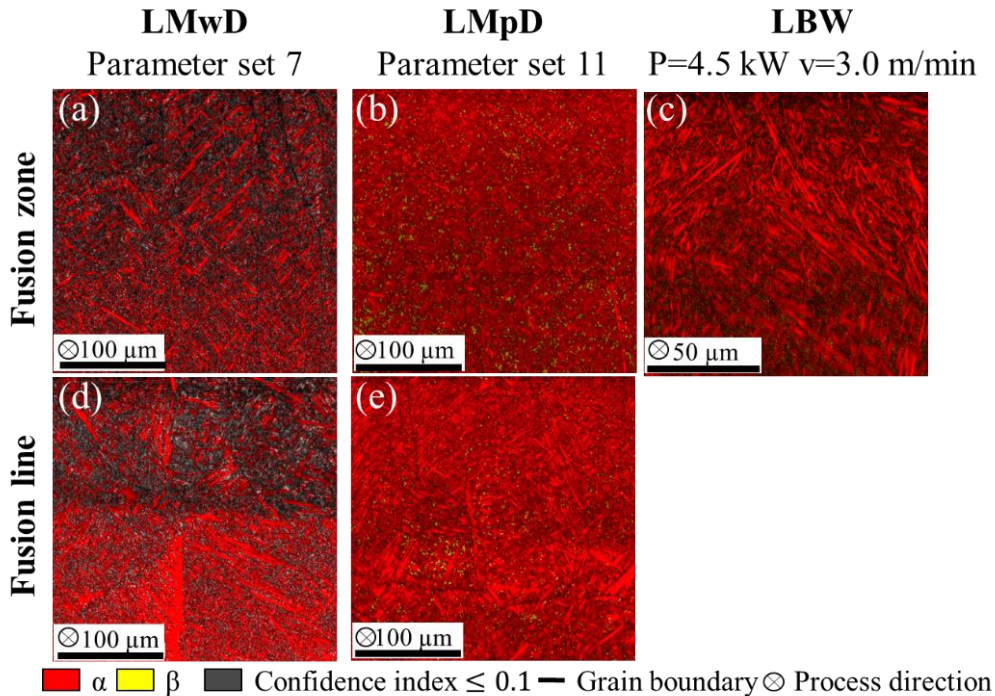 LMwD LMpD LBW
Parameter set 7 Parameter set 11 P=4.5 kW v=3.0 m/min
Fusion zone
(a) (b) (c)
100 µm 100 µm 50 µm
Fusion line
(d) (e)
100 µm 100 µm
α β Confidence index ≤ 0.1 Grain boundary Process direction